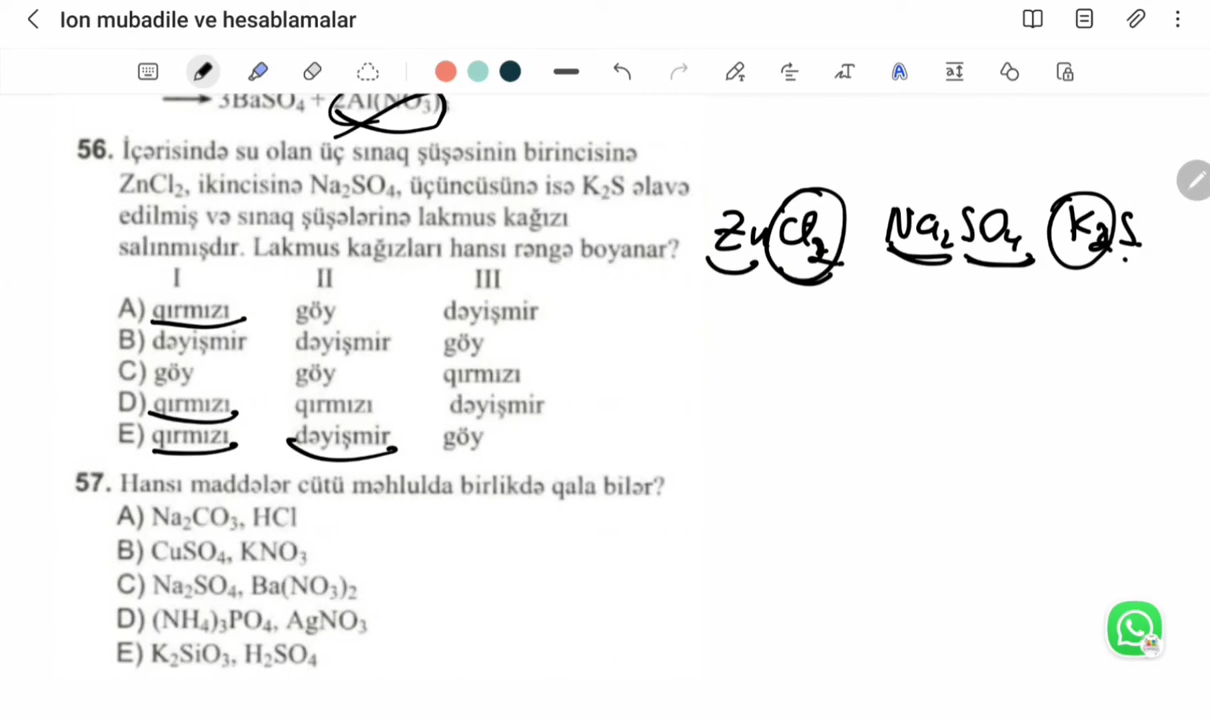 Ion mubadile ve hesablamalar
3BaSO₄ + 2Al(NO₃)₃
56. İçərisində su olan üç sınaq şüşəsinin birincisinə
ZnCl₂, ikincisinə Na₂SO₄, üçüncüsünə isə K₂S əlavə
edilmiş və sınaq şüşələrinə lakmus kağızı
salınmışdır. Lakmus kağızları hansı rəngə boyanar?
ZnCl₂ Na₂SO₄ K₂S
I II III
A) qırmızı göy dəyişmir
B) dəyişmir dəyişmir göy
C) göy göy qırmızı
D) qırmızı qırmızı dəyişmir
E) qırmızı dəyişmir göy
57. Hansı maddələr cütü məhlulda birlikdə qala bilər?
A) Na₂CO₃, HCl
B) CuSO₄, KNO₃
C) Na₂SO₄, Ba(NO₃)₂
D) (NH₄)₃PO₄, AgNO₃
E) K₂SiO₃, H₂SO₄